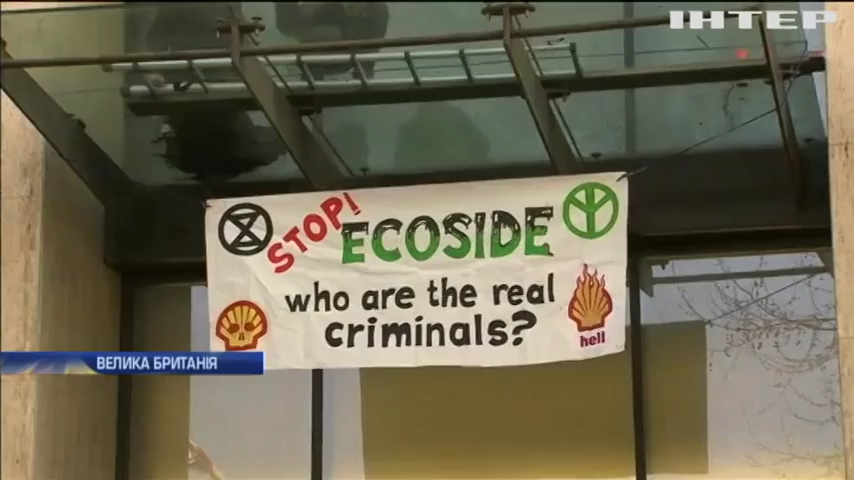 ІНТЕР
STOP!
ECOSIDE
who are the real
criminals?
hell
ВЕЛИКА БРИТАНІЯ